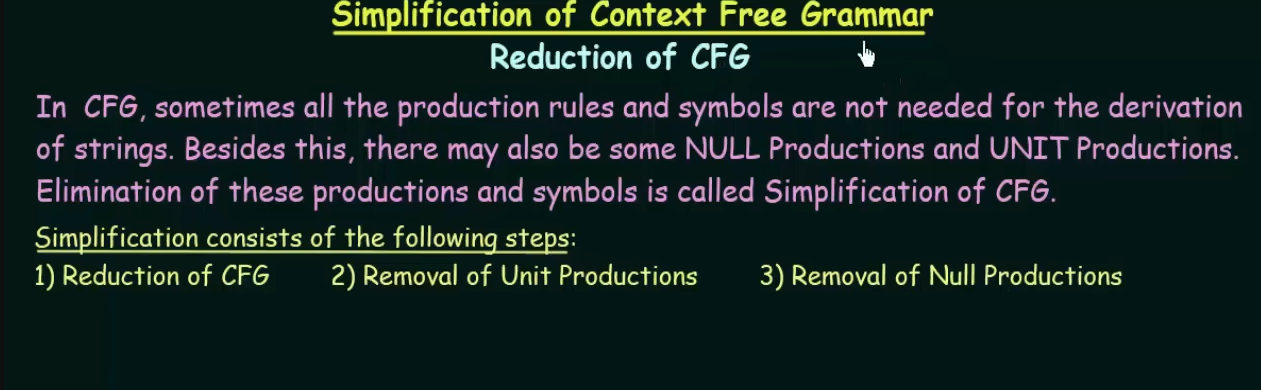 Simplification of Context Free Grammar
Reduction of CFG
In CFG, sometimes all the production rules and symbols are not needed for the derivation
of strings. Besides this, there may also be some NULL Productions and UNIT Productions.
Elimination of these productions and symbols is called Simplification of CFG.
Simplification consists of the following steps:
1) Reduction of CFG 2) Removal of Unit Productions 3) Removal of Null Productions